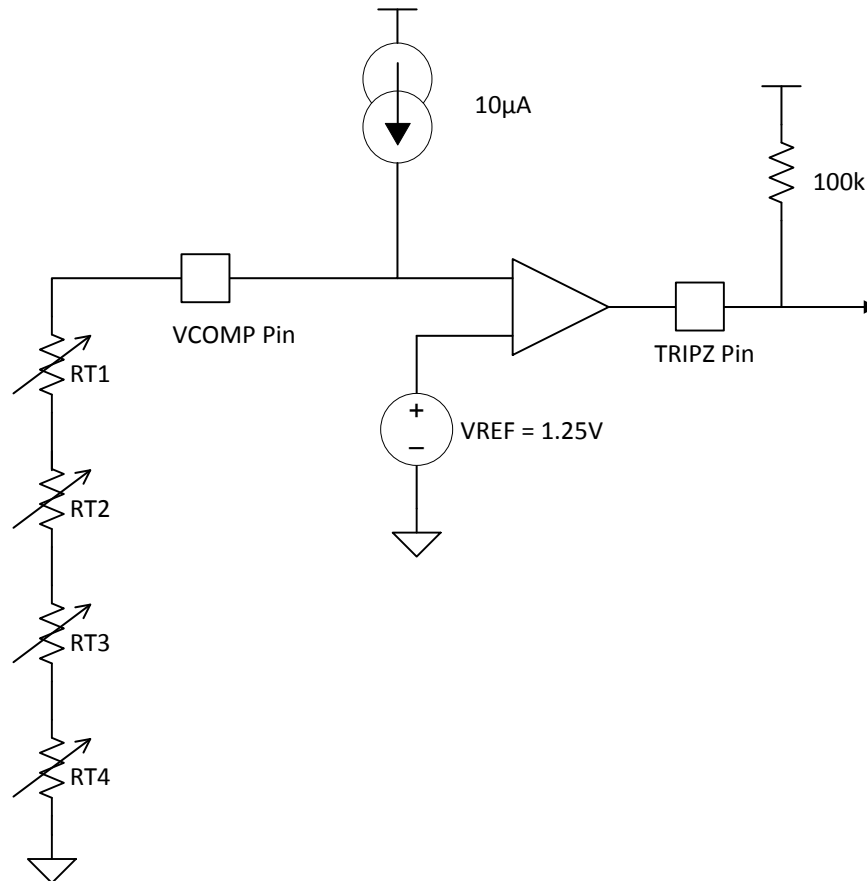 10µA
100k
VCOMP Pin
TRIPZ Pin
RT1
+
VREF = 1.25V
−
RT2
RT3
RT4